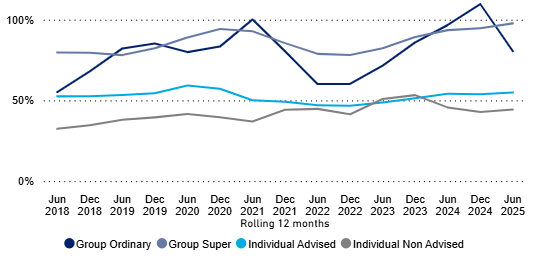 100%
50%
0%
Jun Dec Jun Dec Jun Dec Jun Dec Jun Dec Jun Dec Jun Dec Jun
2018 2018 2019 2019 2020 2020 2021 2021 2022 2022 2023 2023 2024 2024 2025
Rolling 12 months
Group Ordinary Group Super Individual Advised Individual Non Advised